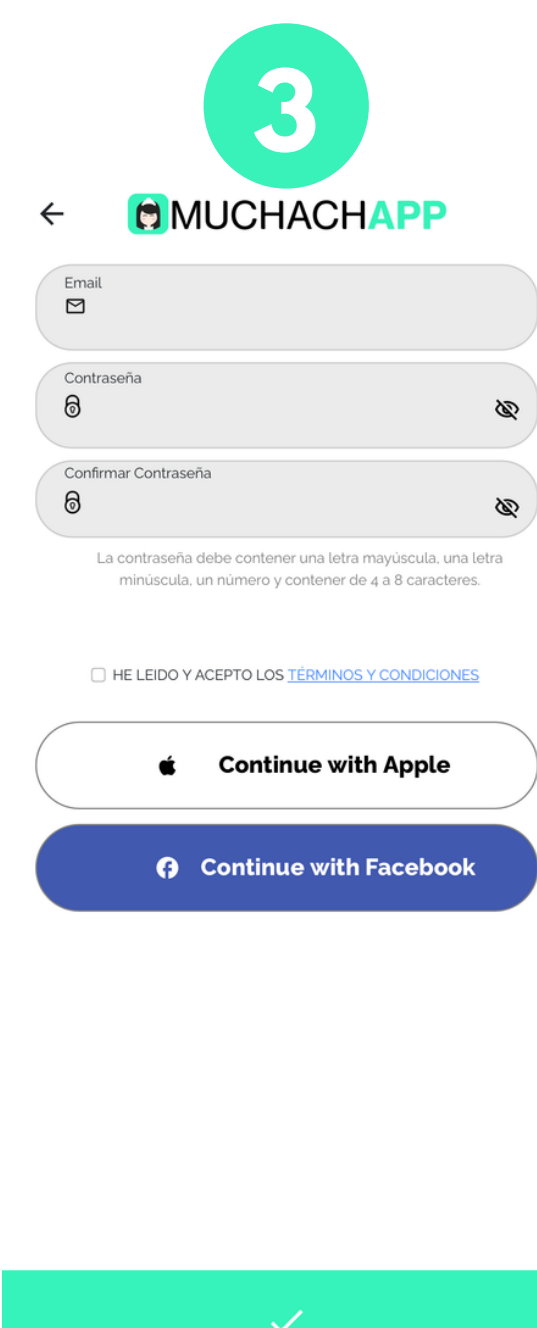 3
MUCHACHAPP
Email
Contraseña
Confirmar Contraseña
La contraseña debe contener una letra mayúscula, una letra
minúscula, un número y contener de 4 a 8 caracteres.
HE LEIDO Y ACEPTO LOS TÉRMINOS Y CONDICIONES
Continue with Apple
Continue with Facebook